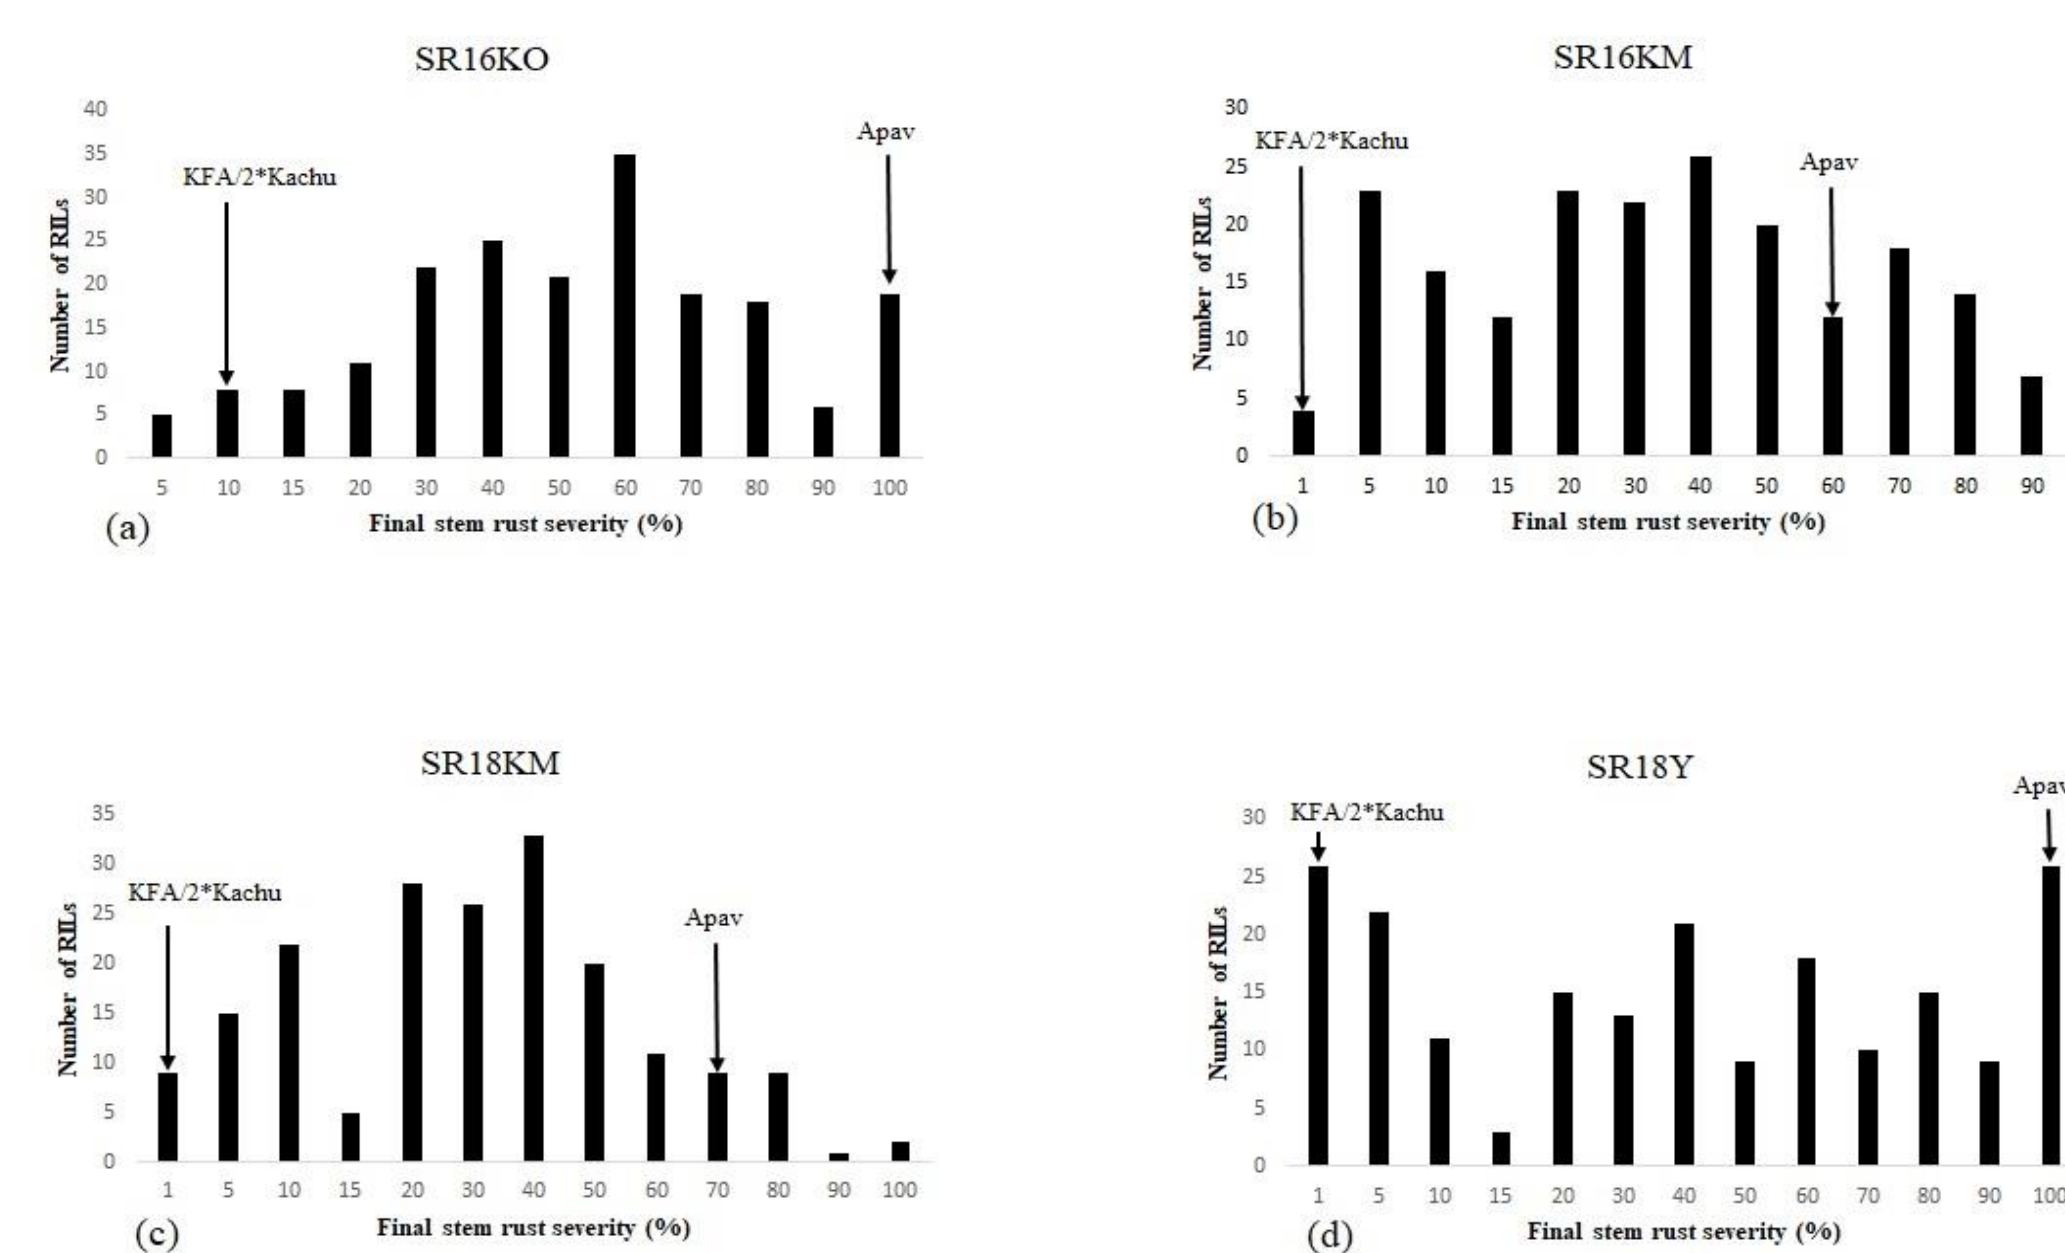 SR16KO
40
35
30
25
20
15
10
5
0
Number of RILs
KFA/2*Kachu
Apav
5 10 15 20 30 40 50 60 70 80 90 100
(a)
Final stem rust severity (%)
SR16KM
30
25
20
15
10
5
0
Number of RILs
KFA/2*Kachu
Apav
1 5 10 15 20 30 40 50 60 70 80 90
(b)
Final stem rust severity (%)
SR18KM
35
30
25
20
15
10
5
0
Number of RILs
KFA/2*Kachu
Apav
1 5 10 15 20 30 40 50 60 70 80 90 100
(c)
Final stem rust severity (%)
SR18Y
30
25
20
15
10
5
0
Number of RILs
KFA/2*Kachu
Apav
1 5 10 15 20 30 40 50 60 70 80 90 100
(d)
Final stem rust severity (%)